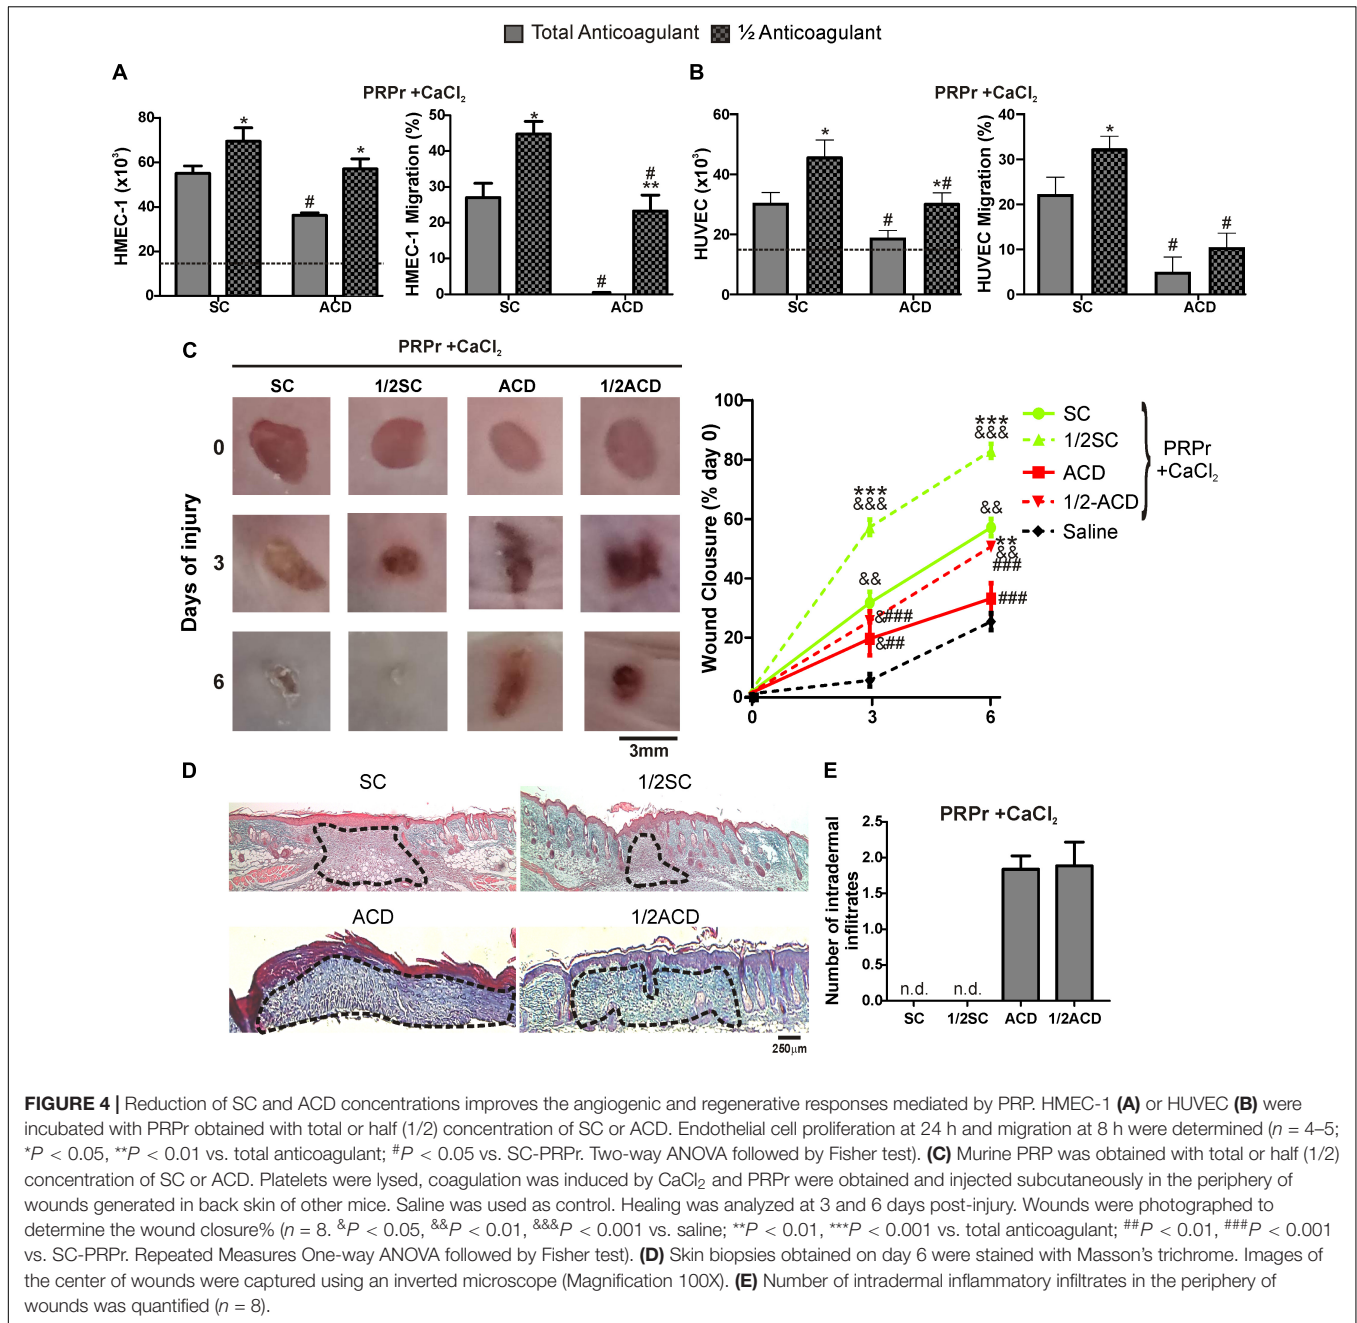 Total Anticoagulant ½ Anticoagulant
A
PRPr +CaCl₂
HMEC-1 (x10³)
80
60
40
20
0
* # *
SC ACD
HMEC-1 Migration (%)
50
40
30
20
10
0
* # # **
SC ACD
B
PRPr +CaCl₂
HUVEC (x10³)
60
40
20
0
* # *#
SC ACD
HUVEC Migration (%)
40
30
20
10
0
* # #
SC ACD
C
PRPr +CaCl₂
SC 1/2SC ACD 1/2ACD
Days of injury
0
3
6
3mm
Wound Clousure (% day 0)
100
80
60
40
20
0
0 3 6
***
&&&
&&
&###
&##
***
&&&
&&
**
&&
###
###
SC
1/2SC
ACD
1/2-ACD
Saline
PRPr
+CaCl₂
D
SC 1/2SC
ACD 1/2ACD
250µm
E
PRPr +CaCl₂
Number of intradermal
inflitrates
2.5
2.0
1.5
1.0
0.5
0.0
n.d. n.d.
SC 1/2SC ACD 1/2ACD
FIGURE 4 | Reduction of SC and ACD concentrations improves the angiogenic and regenerative responses mediated by PRP. HMEC-1 (A) or HUVEC (B) were
incubated with PRPr obtained with total or half (1/2) concentration of SC or ACD. Endothelial cell proliferation at 24 h and migration at 8 h were determined (n = 4–5;
*P < 0.05, **P < 0.01 vs. total anticoagulant; #P < 0.05 vs. SC-PRPr. Two-way ANOVA followed by Fisher test). (C) Murine PRP was obtained with total or half (1/2)
concentration of SC or ACD. Platelets were lysed, coagulation was induced by CaCl₂ and PRPr were obtained and injected subcutaneously in the periphery of
wounds generated in back skin of other mice. Saline was used as control. Healing was analyzed at 3 and 6 days post-injury. Wounds were photographed to
determine the wound closure% (n = 8. &P < 0.05, &&P < 0.01, &&&P < 0.001 vs. saline; **P < 0.01, ***P < 0.001 vs. total anticoagulant; ##P < 0.01, ###P < 0.001
vs. SC-PRPr. Repeated Measures One-way ANOVA followed by Fisher test). (D) Skin biopsies obtained on day 6 were stained with Masson's trichrome. Images of
the center of wounds were captured using an inverted microscope (Magnification 100X). (E) Number of intradermal inflammatory infiltrates in the periphery of
wounds was quantified (n = 8).